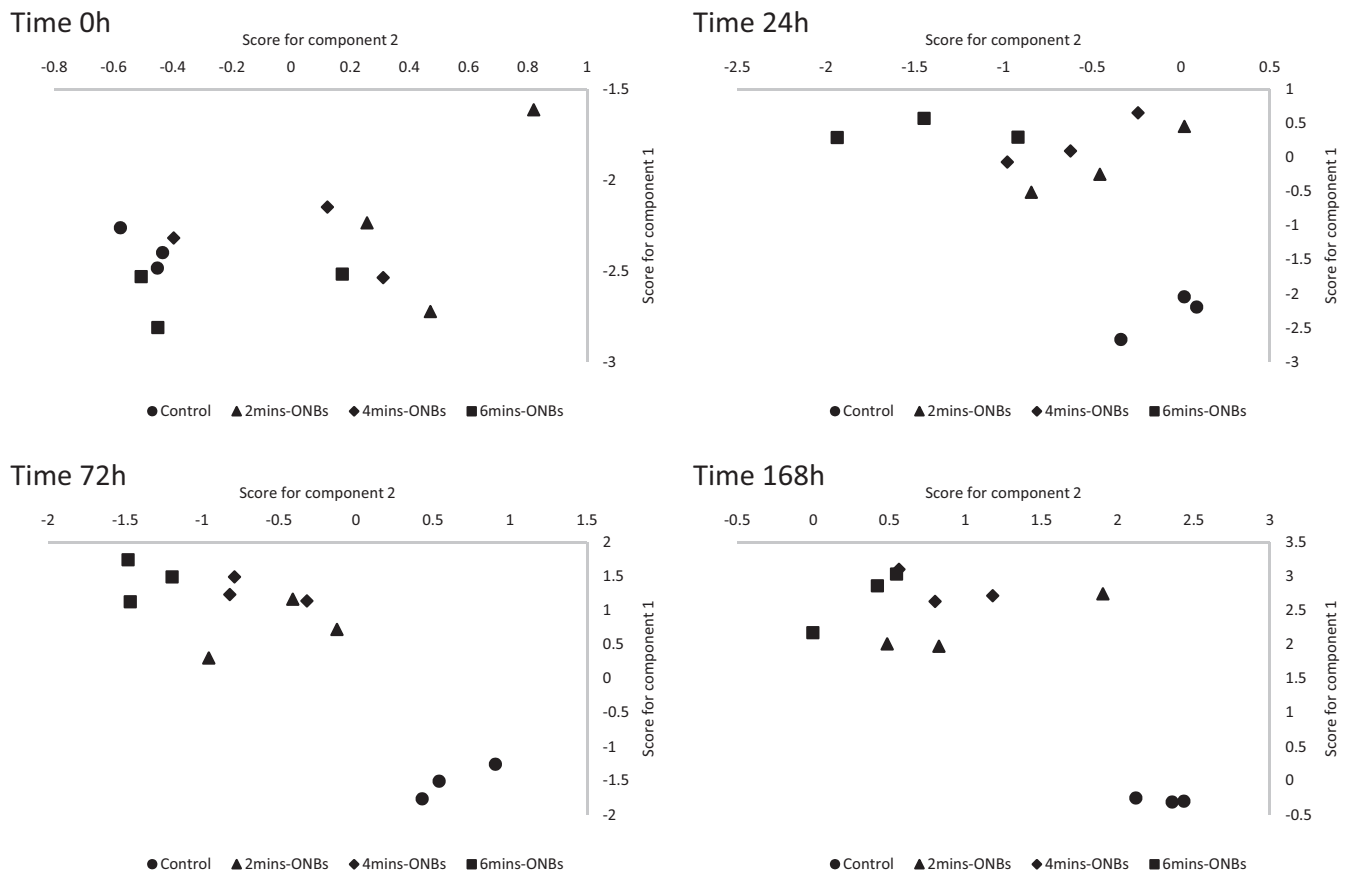 Time 0h
Score for component 2
-0.8 -0.6 -0.4 -0.2 0 0.2 0.4 0.6 0.8 1
-1.5
-2
-2.5
-3
Score for component 1
Control 2mins-ONBs 4mins-ONBs 6mins-ONBs
Time 24h
Score for component 2
-2.5 -2 -1.5 -1 -0.5 0 0.5
1
0.5
0
-0.5
-1
-1.5
-2
-2.5
-3
Score for component 1
Control 2mins-ONBs 4mins-ONBs 6mins-ONBs
Time 72h
Score for component 2
-2 -1.5 -1 -0.5 0 0.5 1 1.5
2
1.5
1
0.5
0
-0.5
-1
-1.5
-2
Score for component 1
Control 2mins-ONBs 4mins-ONBs 6mins-ONBs
Time 168h
Score for component 2
-0.5 0 0.5 1 1.5 2 2.5 3
3.5
3
2.5
2
1.5
1
0.5
0
-0.5
Score for component 1
Control 2mins-ONBs 4mins-ONBs 6mins-ONBs